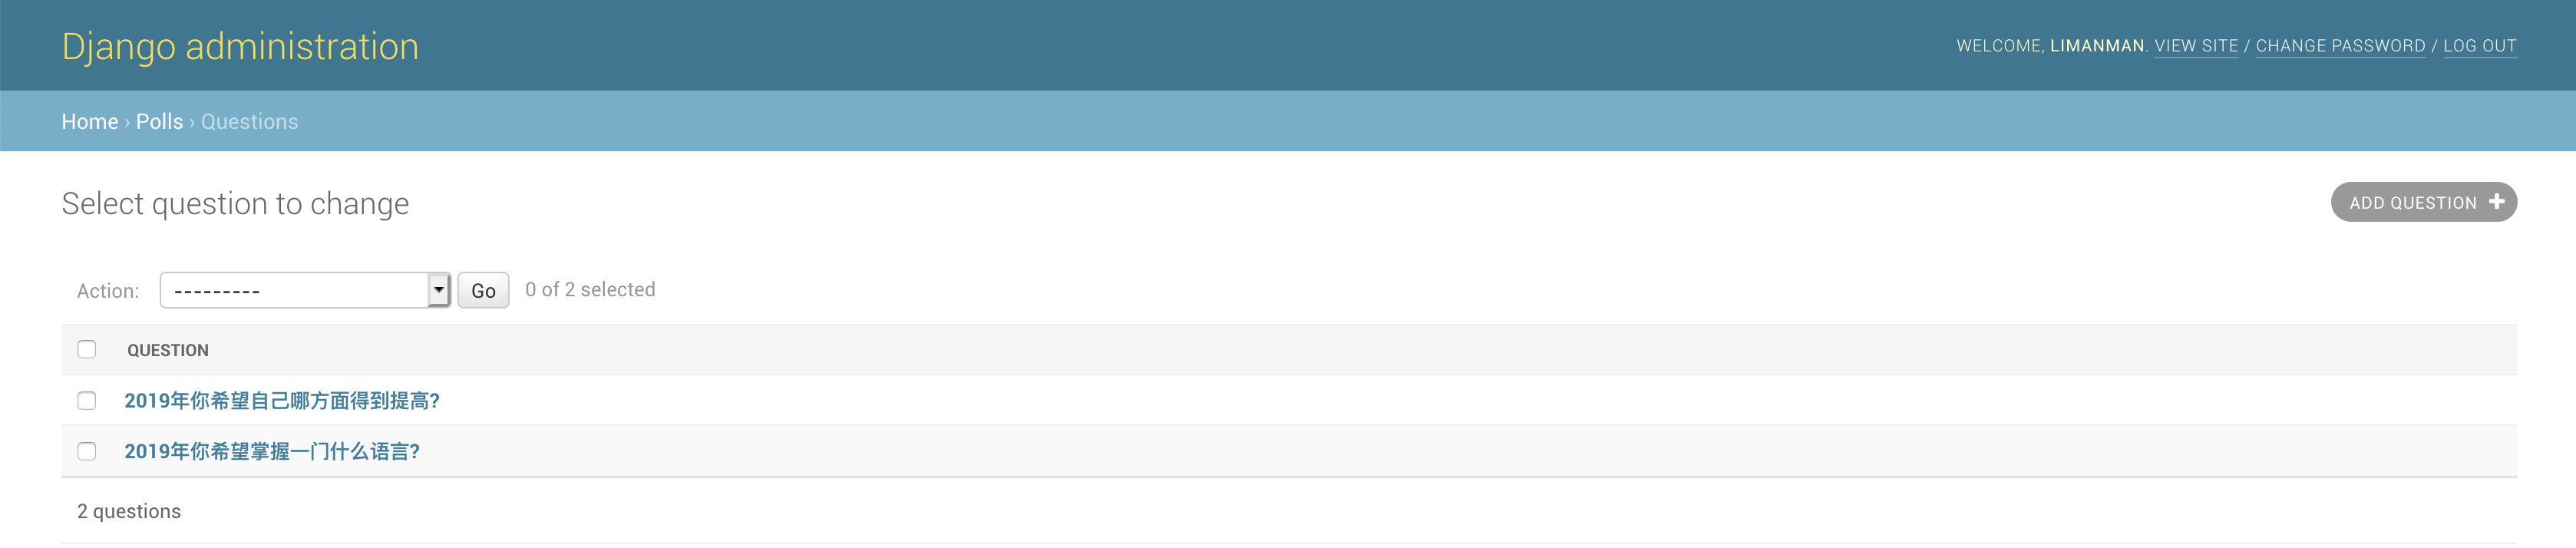 Django administration
WELCOME, LIMANMAN. VIEW SITE / CHANGE PASSWORD / LOG OUT
Home › Polls › Questions
Select question to change
ADD QUESTION +
Action: --------- Go 0 of 2 selected
QUESTION
2019年你希望自己哪方面得到提高?
2019年你希望掌握一门什么语言?
2 questions